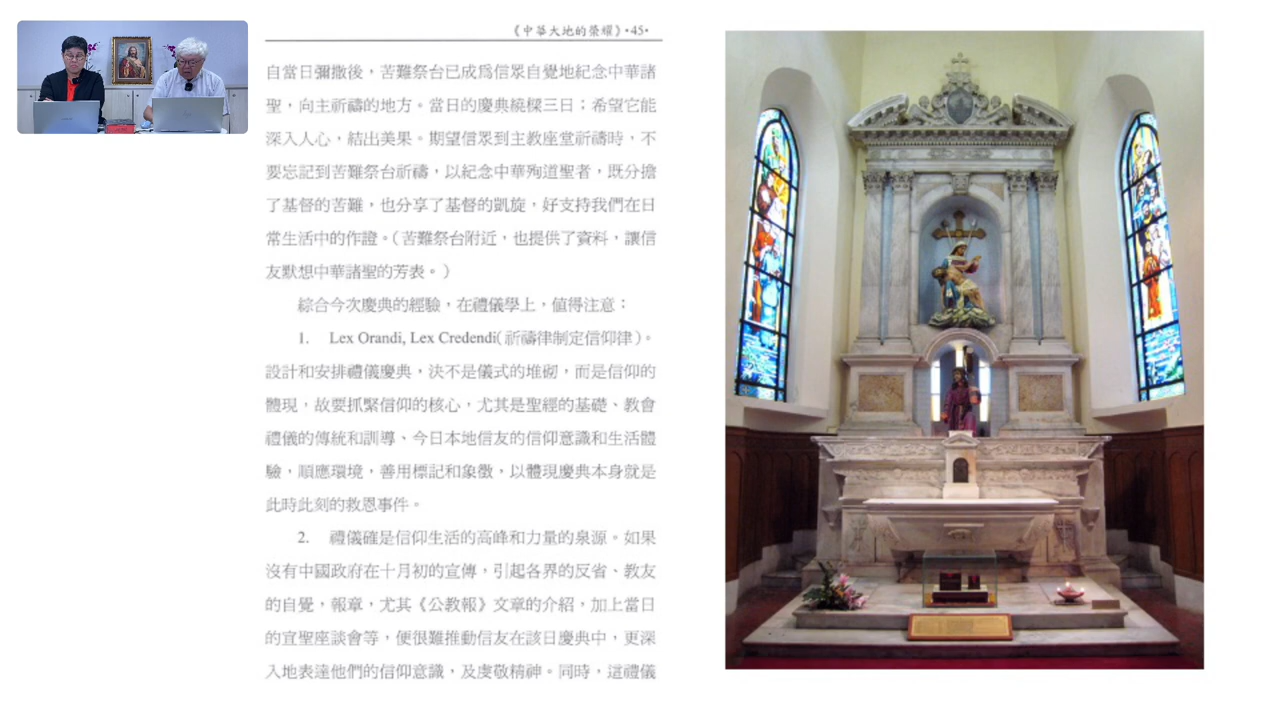 《中華大地的榮耀》•45•
自當日彌撒後，苦難祭台已成爲信眾自覺地紀念中華諸
聖，向主祈禱的地方。當日的慶典繞樑三日；希望它能
深入人心，結出美果。期望信眾到主教座堂祈禱時，不
要忘記到苦難祭台祈禱，以紀念中華殉道聖者，既分擔
了基督的苦難，也分享了基督的凱旋，好支持我們在日
常生活中的作證。（苦難祭台附近，也提供了資料，讓信
友默想中華諸聖的芳表。）
綜合今次慶典的經驗，在禮儀學上，值得注意：
1. Lex Orandi, Lex Credendi(祈禱律制定信仰律）。
設計和安排禮儀慶典，決不是儀式的堆砌，而是信仰的
體現，故要抓緊信仰的核心，尤其是聖經的基礎、教會
禮儀的傳統和訓導、今日本地信友的信仰意識和生活體
驗，順應環境，善用標記和象徵，以體現慶典本身就是
此時此刻的救恩事件。
2. 禮儀確是信仰生活的高峰和力量的泉源。如果
沒有中國政府在十月初的宣傳，引起各界的反省、教友
的自覺，報章，尤其《公教報》文章的介紹，加上當日
的宣聖座談會等，便很難推動信友在該日慶典中，更深
入地表達他們的信仰意識，及虔敬精神。同時，這禮儀